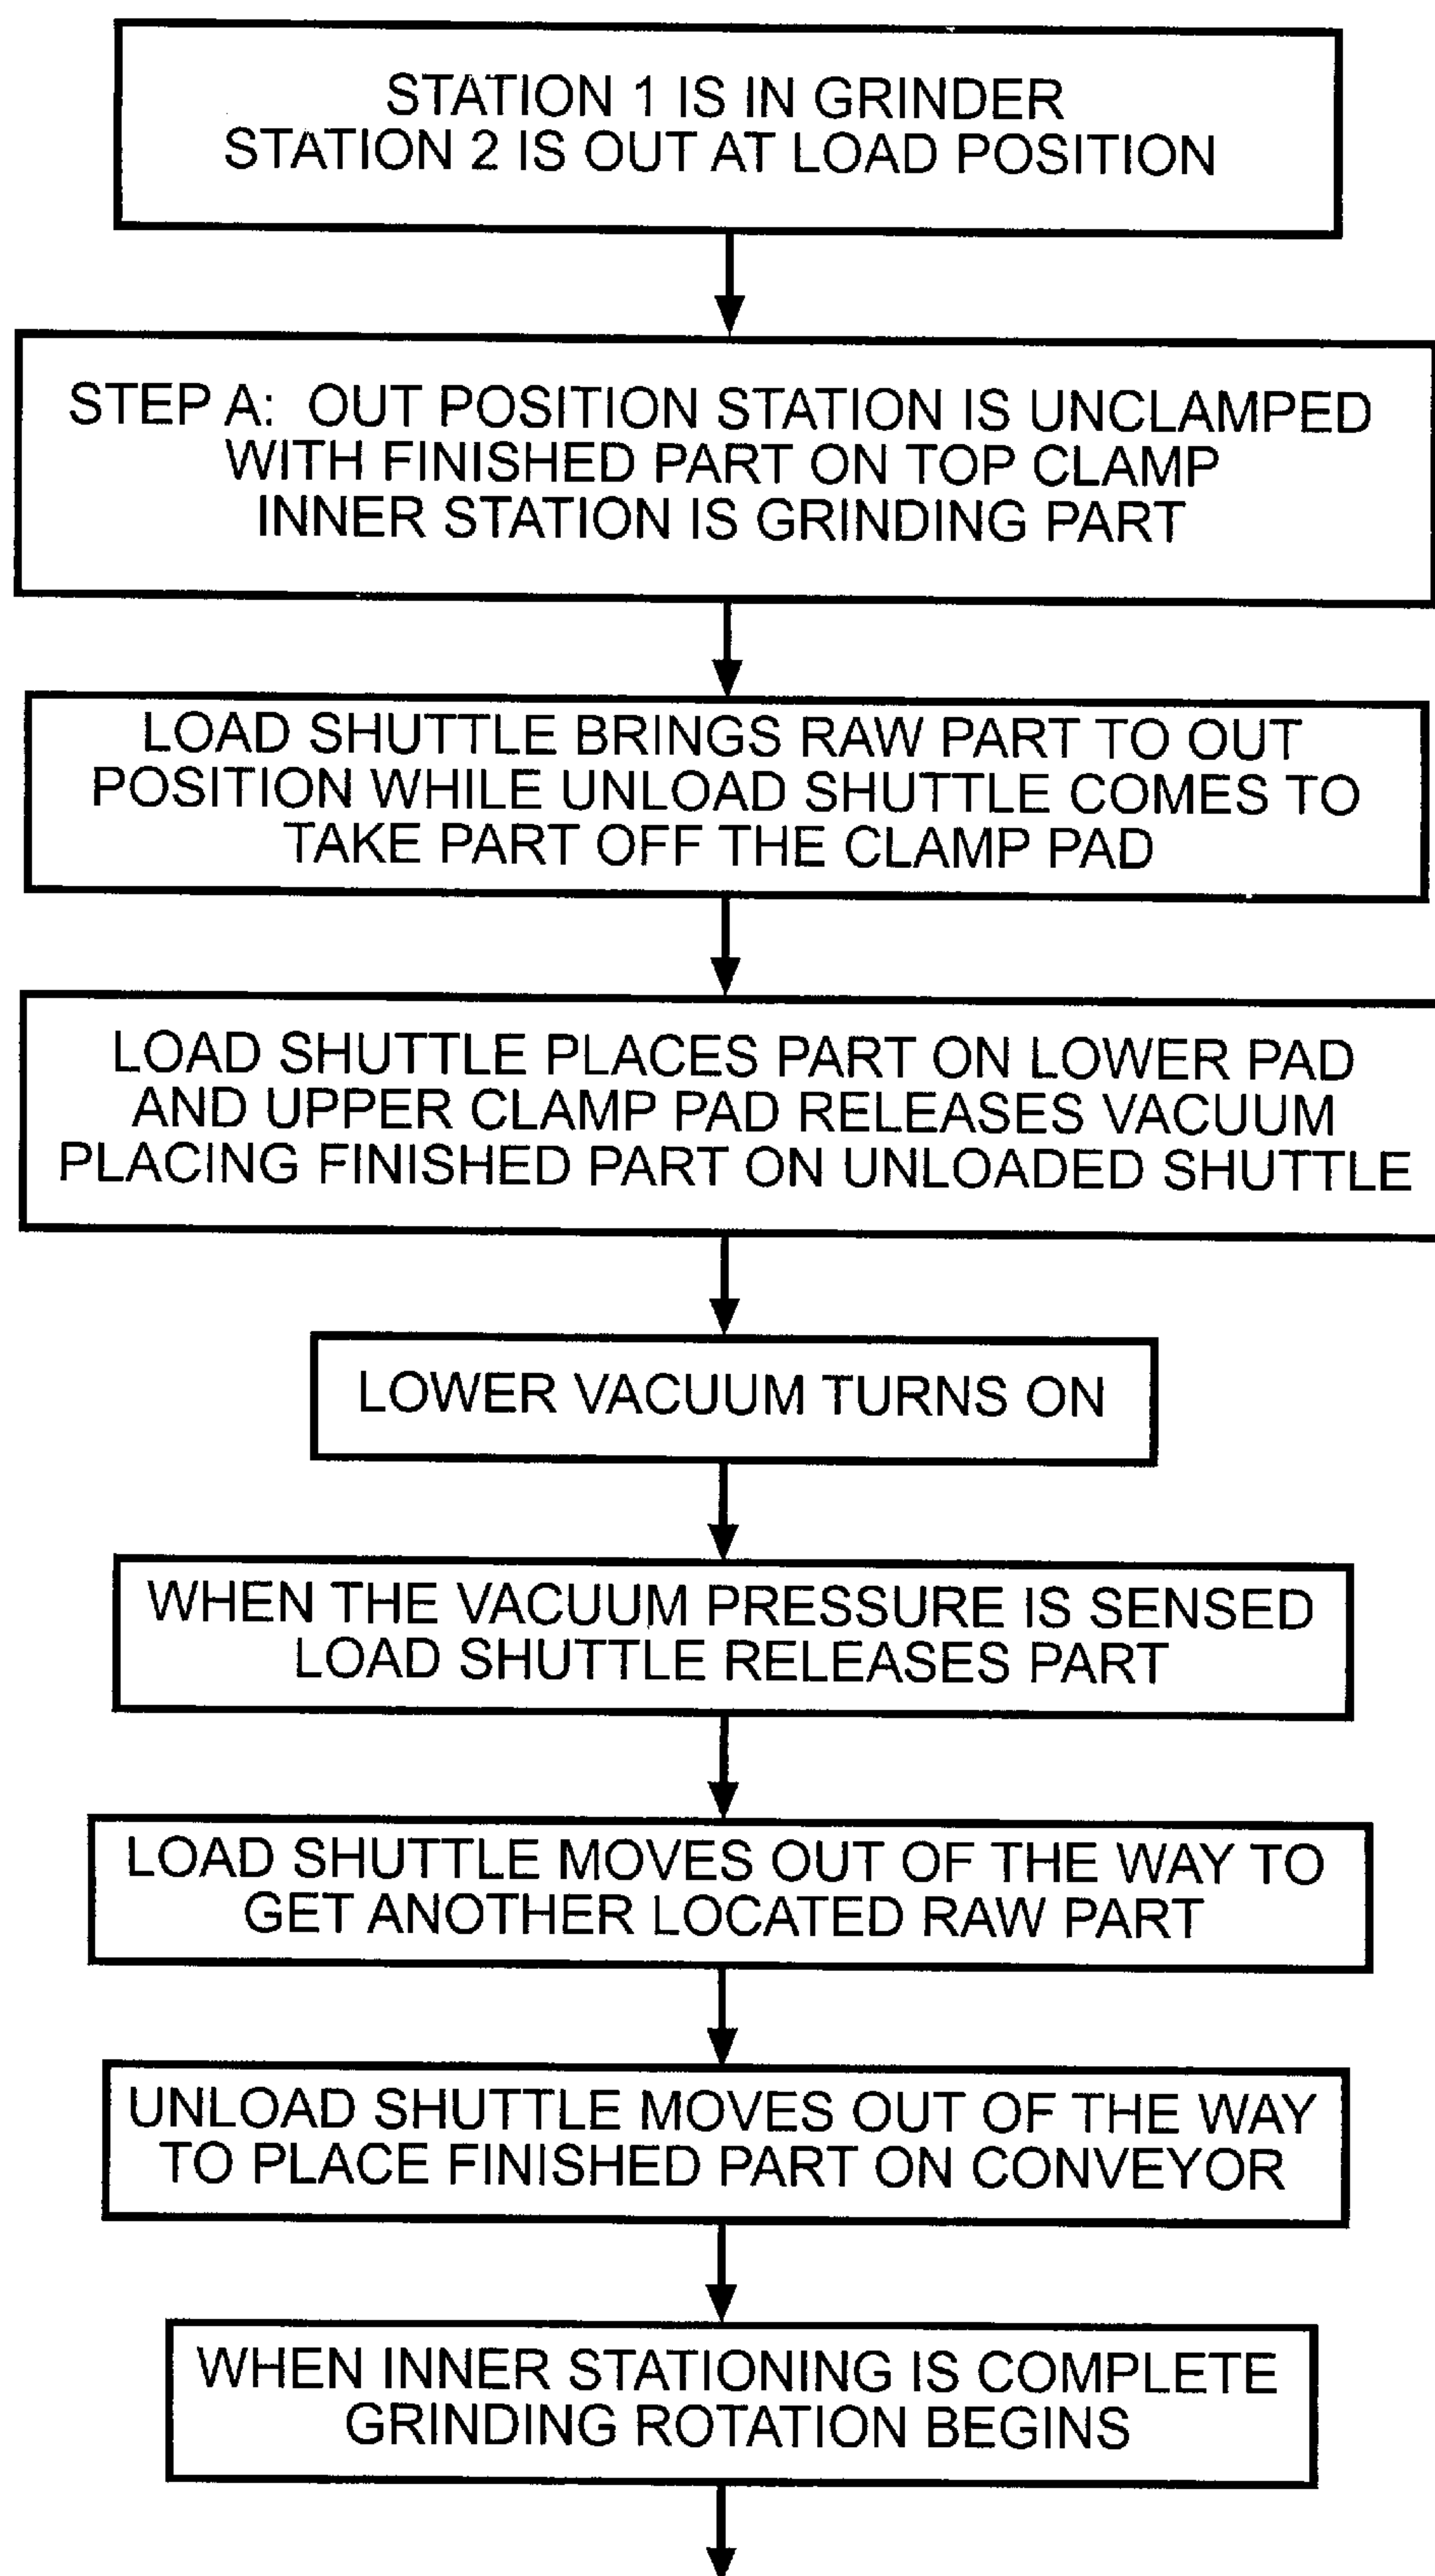 STATION 1 IS IN GRINDER
STATION 2 IS OUT AT LOAD POSITION
STEP A: OUT POSITION STATION IS UNCLAMPED
WITH FINISHED PART ON TOP CLAMP
INNER STATION IS GRINDING PART
LOAD SHUTTLE BRINGS RAW PART TO OUT
POSITION WHILE UNLOAD SHUTTLE COMES TO
TAKE PART OFF THE CLAMP PAD
LOAD SHUTTLE PLACES PART ON LOWER PAD
AND UPPER CLAMP PAD RELEASES VACUUM
PLACING FINISHED PART ON UNLOADED SHUTTLE
LOWER VACUUM TURNS ON
WHEN THE VACUUM PRESSURE IS SENSED
LOAD SHUTTLE RELEASES PART
LOAD SHUTTLE MOVES OUT OF THE WAY TO
GET ANOTHER LOCATED RAW PART
UNLOAD SHUTTLE MOVES OUT OF THE WAY
TO PLACE FINISHED PART ON CONVEYOR
WHEN INNER STATIONING IS COMPLETE
GRINDING ROTATION BEGINS